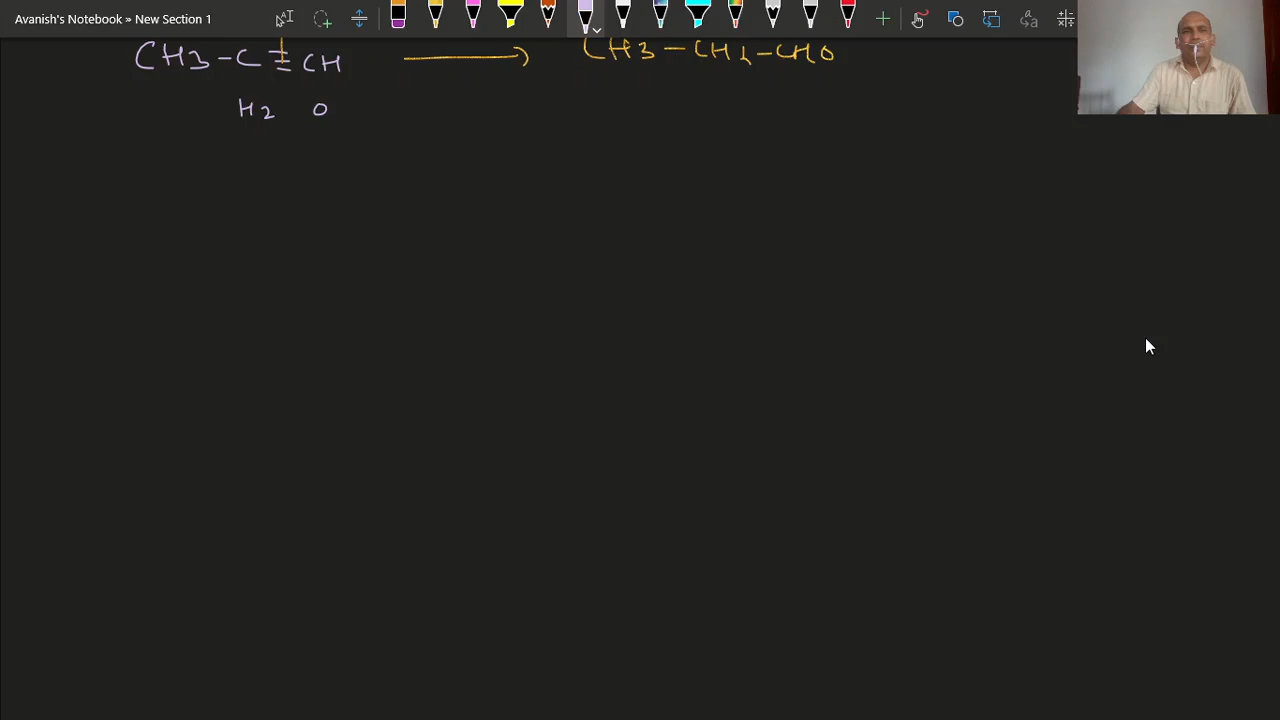 Avanish's Notebook » New Section 1
CH3-C≡CH ⟶ CH3-CH2-CHO
H2 O